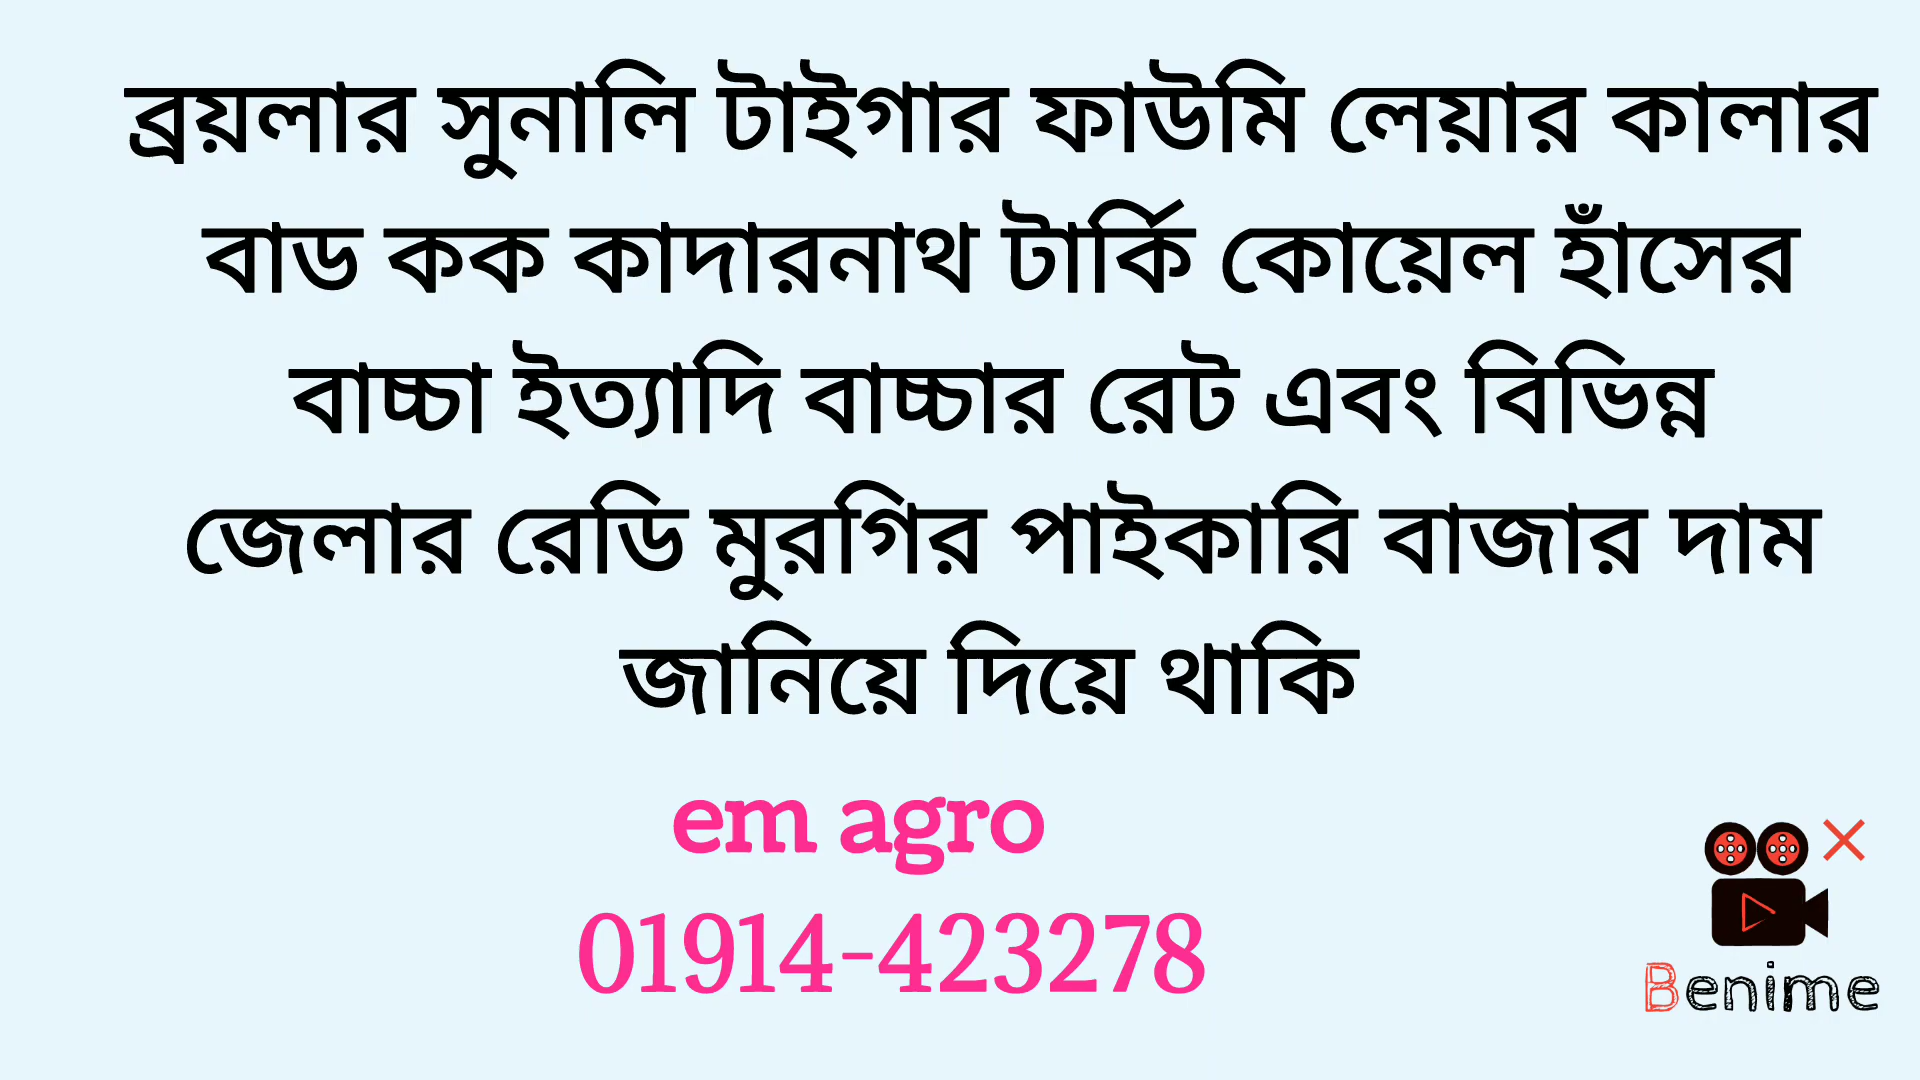 ব্রয়লার সুনালি টাইগার ফাউমি লেয়ার কালার
বাড কক কাদারনাথ টার্কি কোয়েল হাঁসের
বাচ্চা ইত্যাদি বাচ্চার রেট এবং বিভিন্ন
জেলার রেডি মুরগির পাইকারি বাজার দাম
জানিয়ে দিয়ে থাকি
em agro
01914-423278
Benime